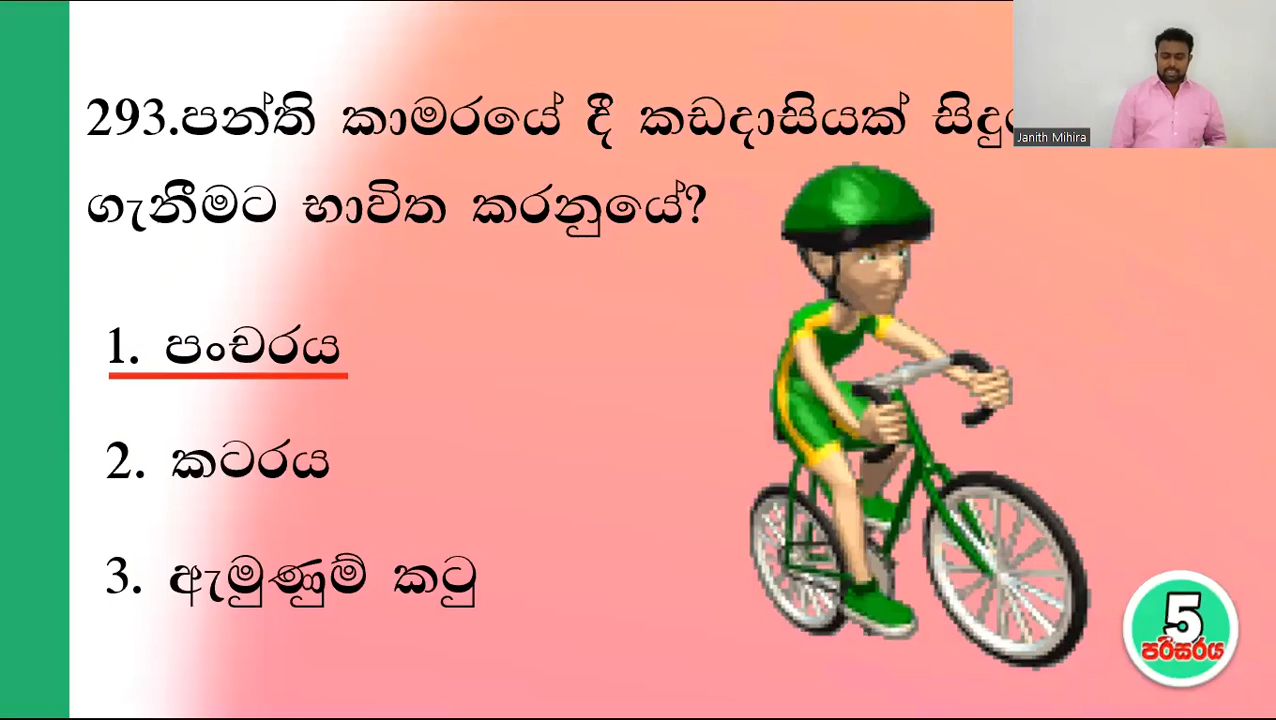 293.පන්ති කාමරයේ දී කඩදාසියක්
ගැනීමට භාවිත කරනුයේ?
1. පංචරය
2. කටරය
3. ඇමුණුම් කටු
Janith Mihira
5
පරිසරය